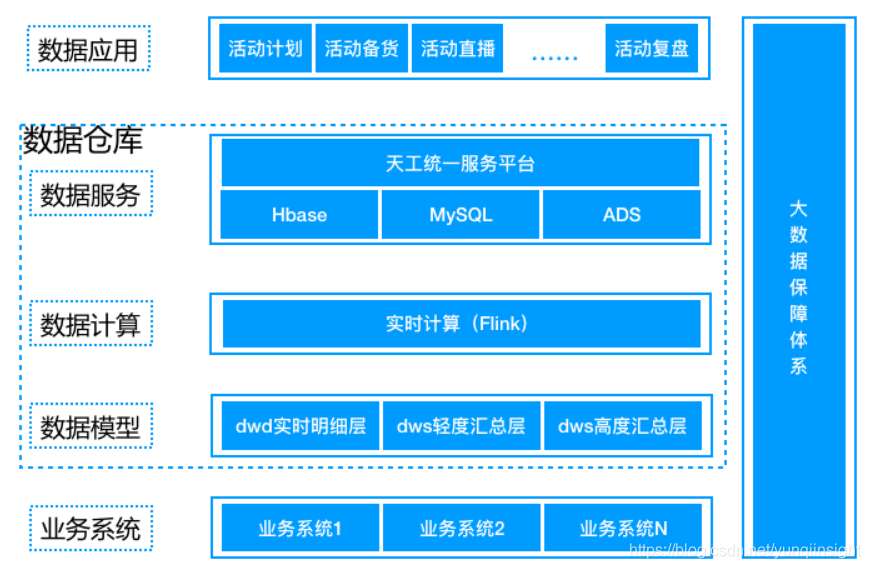 数据应用
活动计划
活动备货
活动直播
……
活动复盘
数据仓库
数据服务
天工统一服务平台
Hbase
MySQL
ADS
数据计算
实时计算（Flink）
数据模型
dwd实时明细层
dws轻度汇总层
dws高度汇总层
业务系统
业务系统1
业务系统2
业务系统N
大数据保障体系
https://blog.csdn.net/yunqiinsight